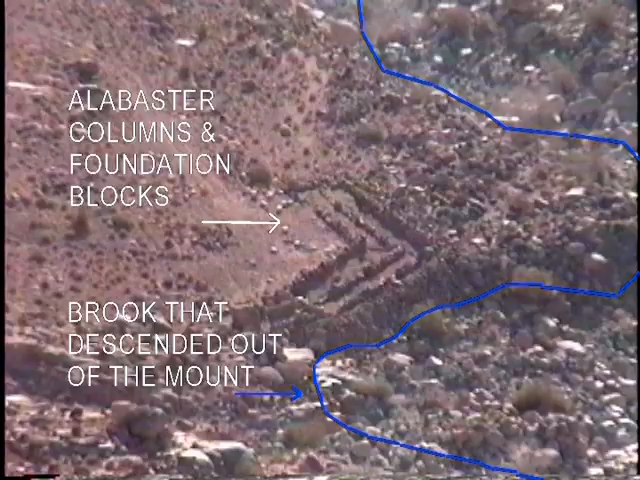 ALABASTER
COLUMNS &
FOUNDATION
BLOCKS
BROOK THAT
DESCENDED OUT
OF THE MOUNT